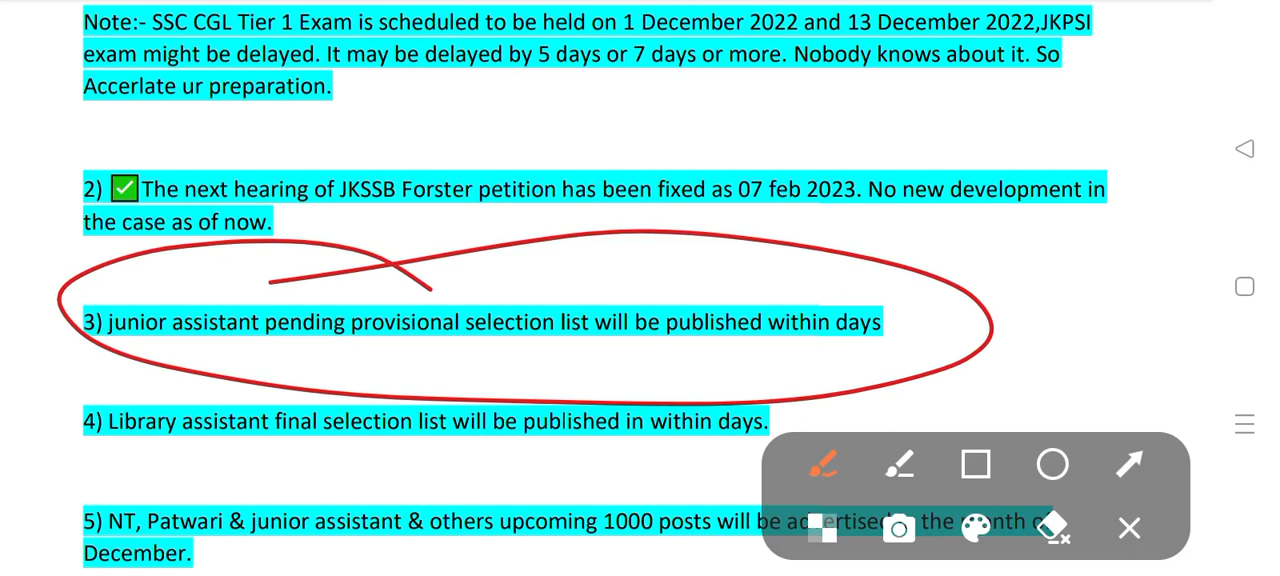 Note:- SSC CGL Tier 1 Exam is scheduled to be held on 1 December 2022 and 13 December 2022,JKPSI
exam might be delayed. It may be delayed by 5 days or 7 days or more. Nobody knows about it. So
Accerlate ur preparation.
2) ✅ The next hearing of JKSSB Forster petition has been fixed as 07 feb 2023. No new development in
the case as of now.
3) junior assistant pending provisional selection list will be published within days
4) Library assistant final selection list will be published in within days.
5) NT, Patwari & junior assistant & others upcoming 1000 posts will be advertised the month of
December.